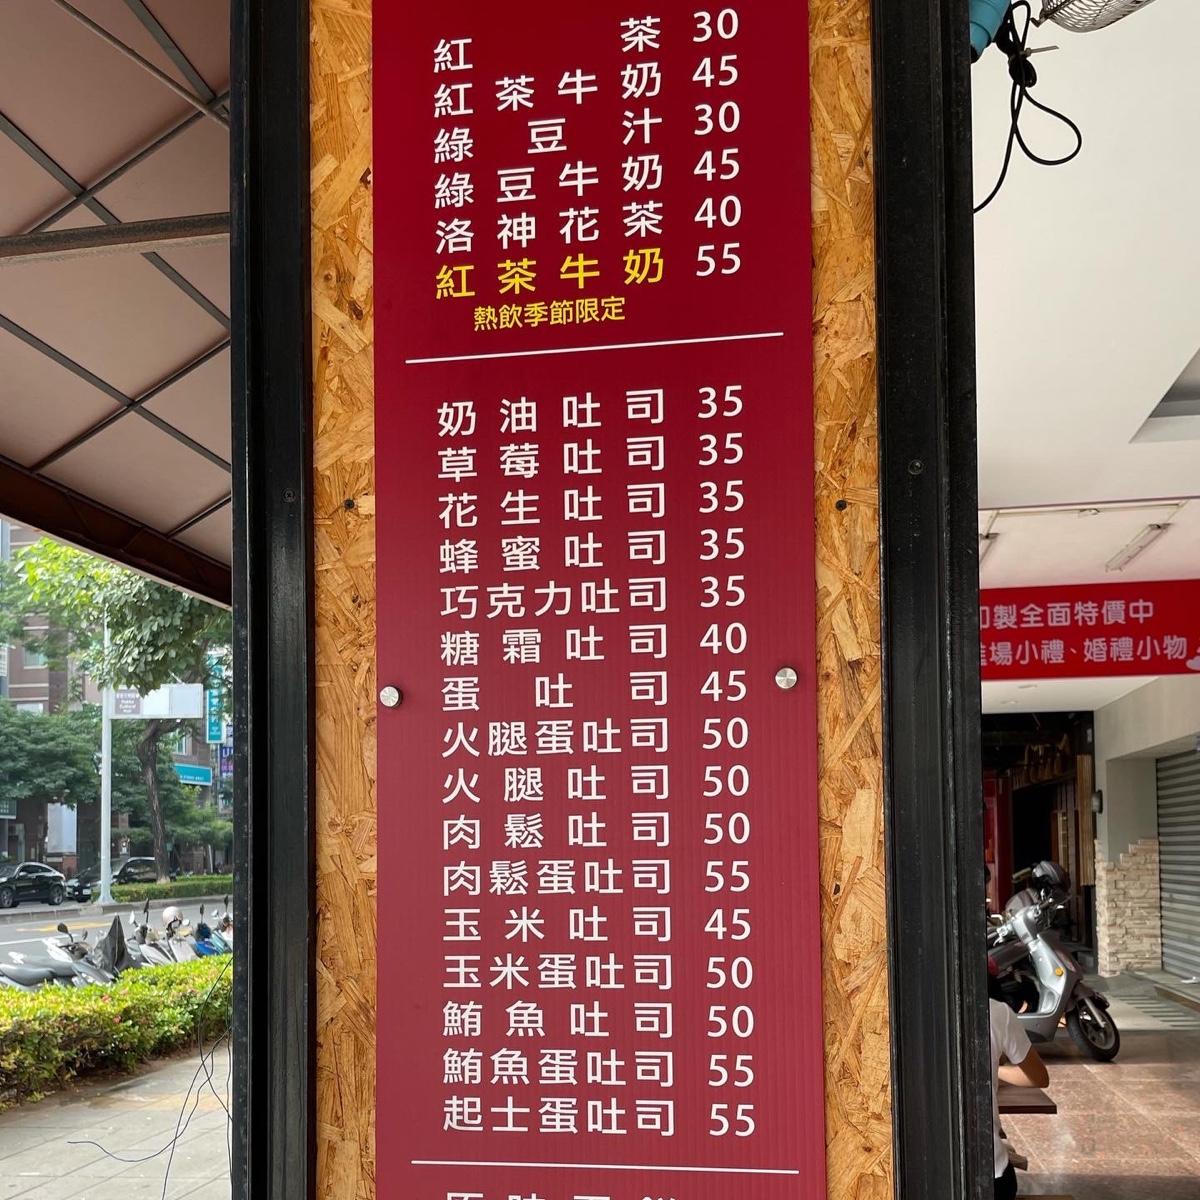 紅茶 30
紅茶牛奶 45
綠豆汁 30
綠豆牛奶 45
洛神花茶 40
紅茶牛奶 55
熱飲季節限定
奶油吐司 35
草莓吐司 35
花生吐司 35
蜂蜜吐司 35
巧克力吐司 35
糖霜吐司 40
蛋吐司 45
火腿蛋吐司 50
火腿吐司 50
肉鬆吐司 50
肉鬆蛋吐司 55
玉米吐司 45
玉米蛋吐司 50
鮪魚吐司 50
鮪魚蛋吐司 55
起士蛋吐司 55
製全面特價中
場小禮、婚禮小物